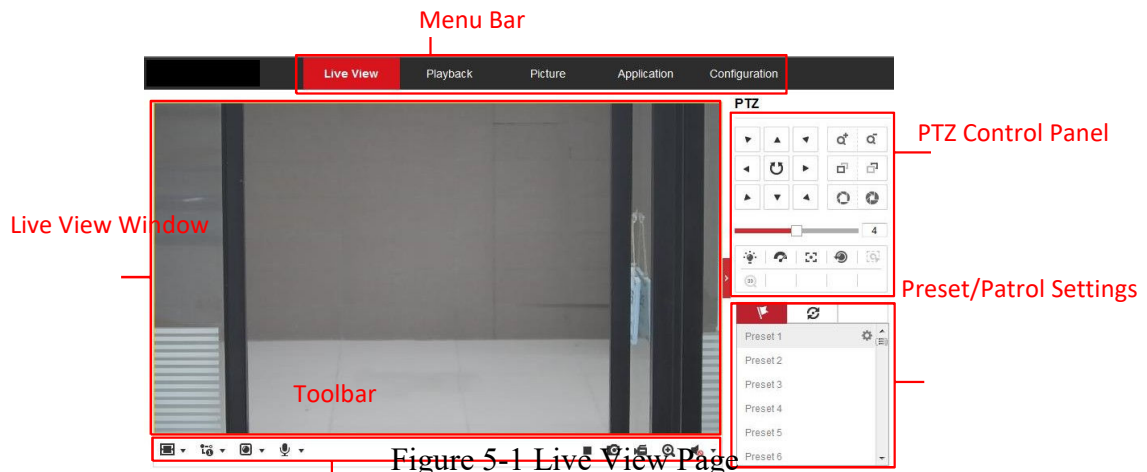 Menu Bar
Live View Playback Picture Application Configuration
PTZ
PTZ Control Panel
Live View Window
4
Preset/Patrol Settings
Preset 1
Preset 2
Preset 3
Preset 4
Preset 5
Preset 6
Toolbar
Figure 5-1 Live View Page